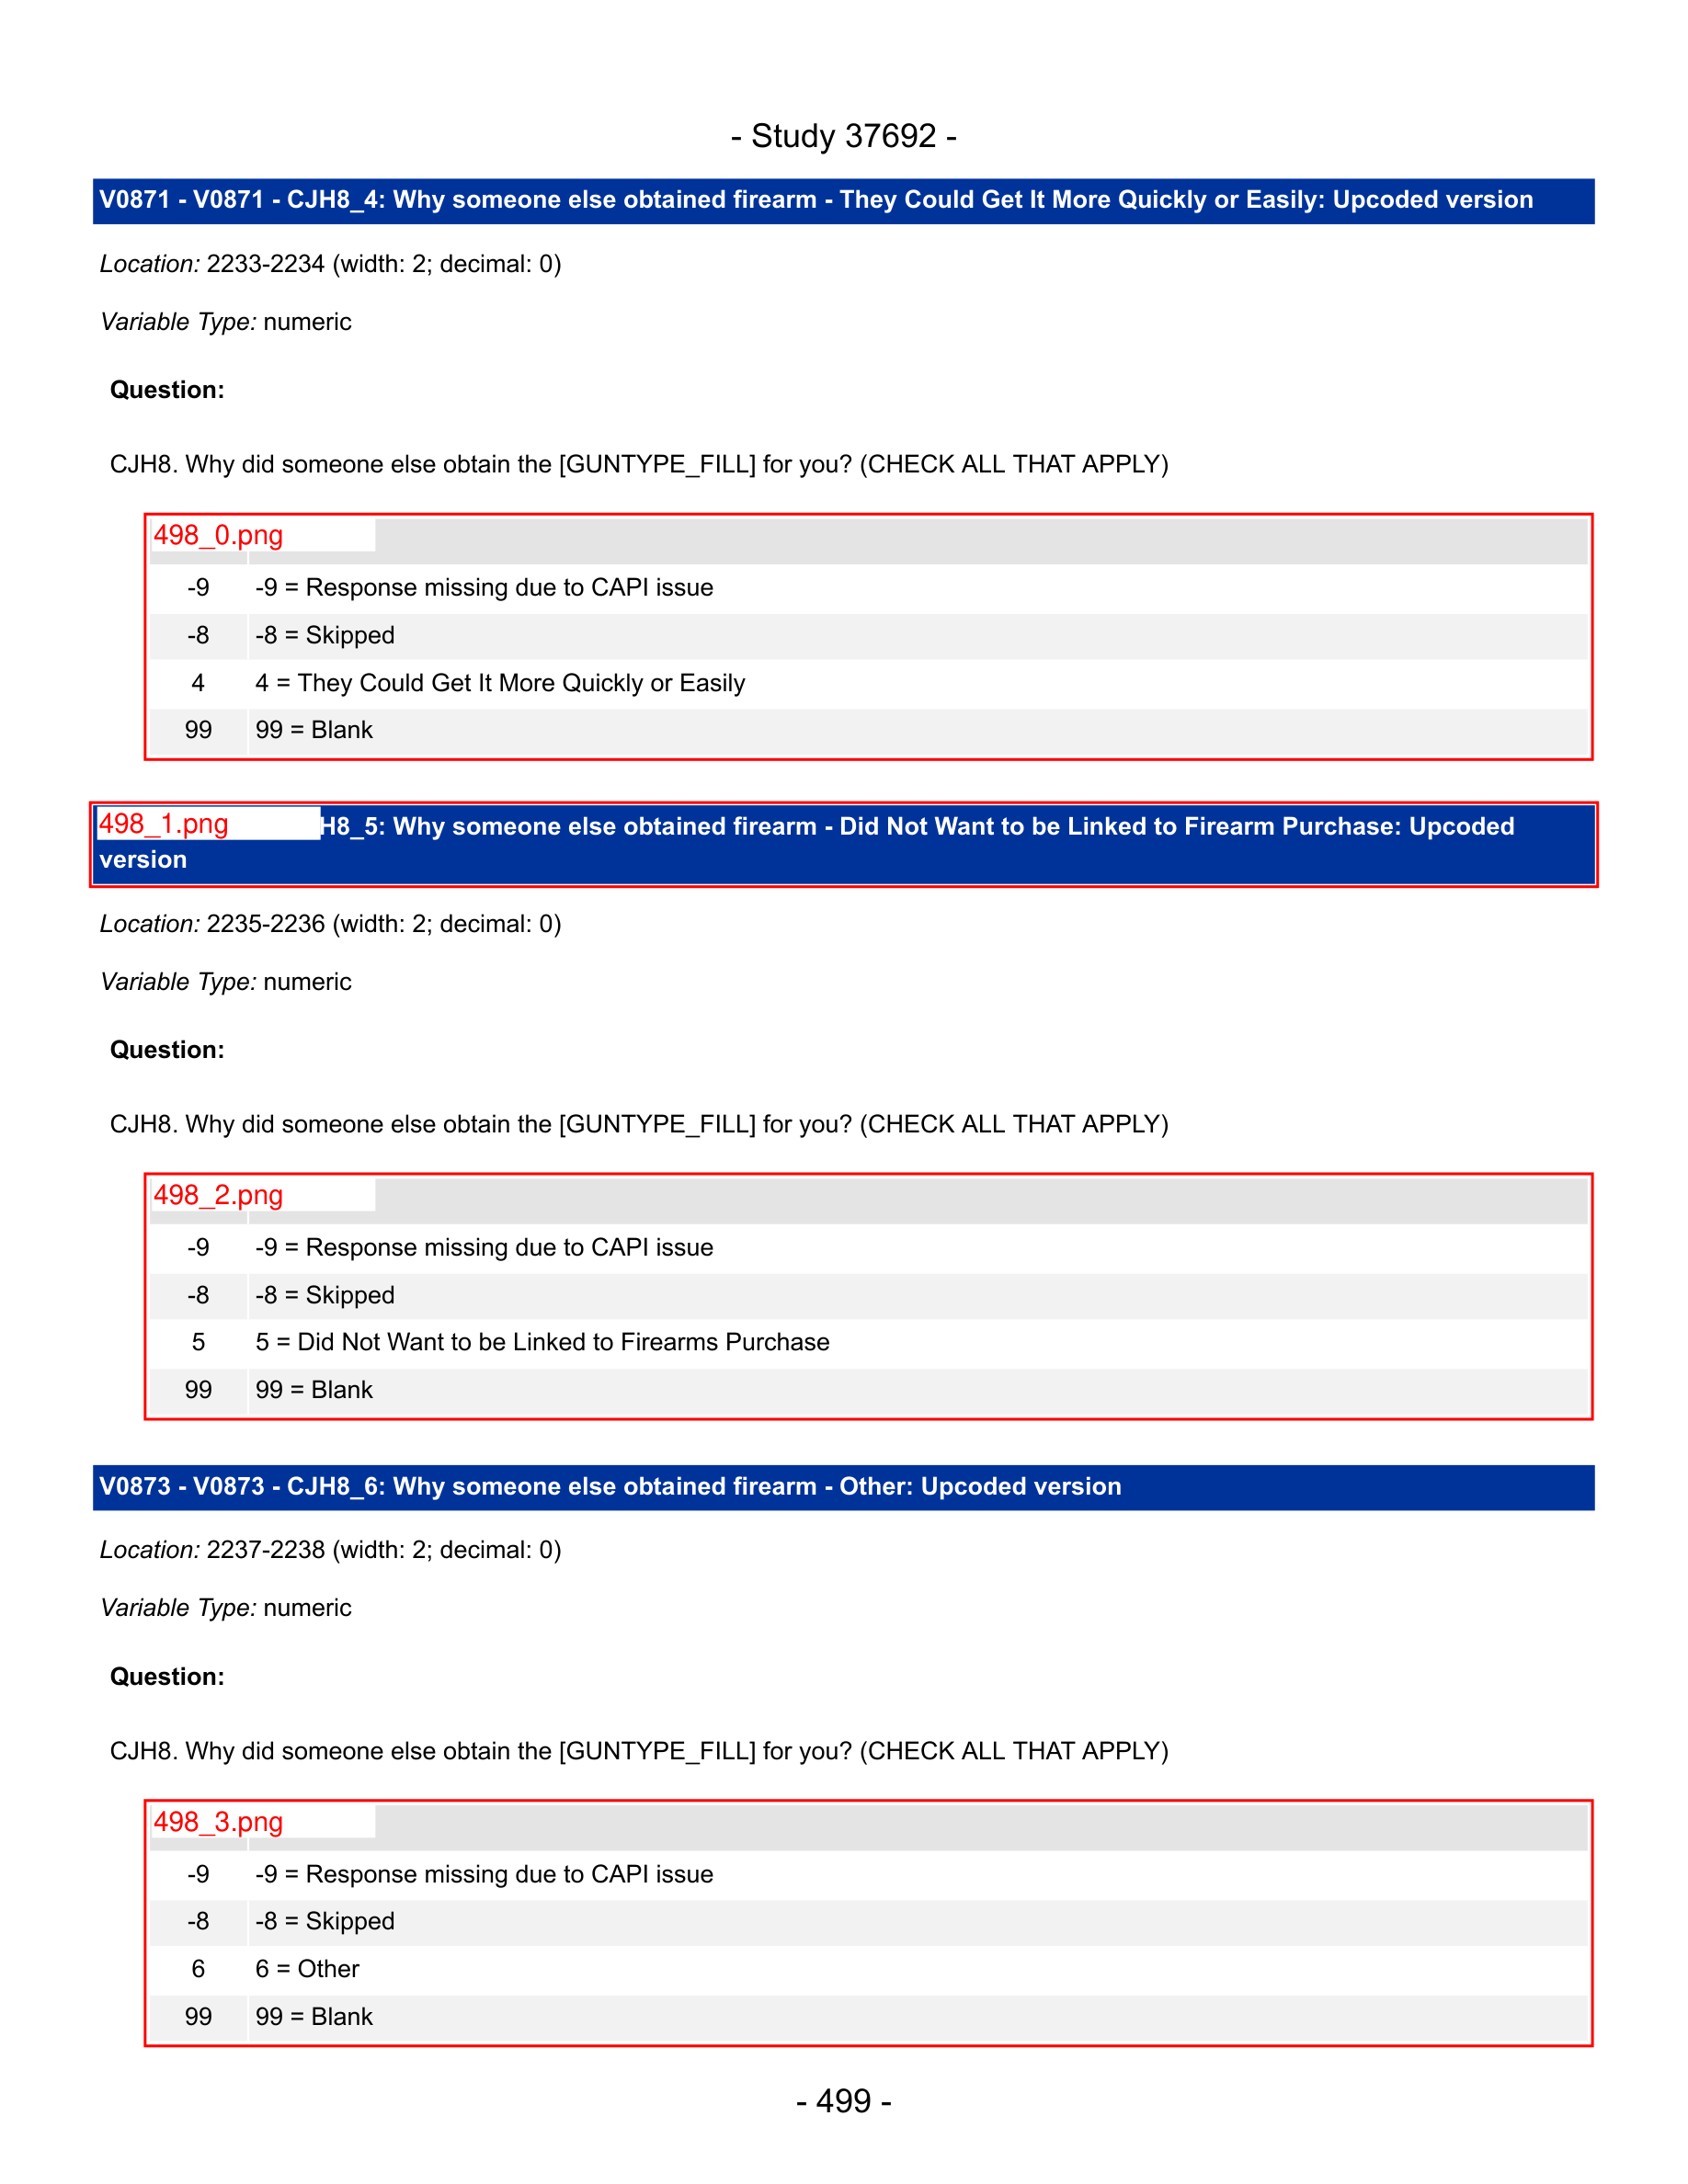 - Study 37692 -
V0871 - V0871 - CJH8_4: Why someone else obtained firearm - They Could Get It More Quickly or Easily: Upcoded version
Location: 2233-2234 (width: 2; decimal: 0)
Variable Type: numeric
Question:
CJH8. Why did someone else obtain the [GUNTYPE_FILL] for you? (CHECK ALL THAT APPLY)
498_0.png
-9 -9 = Response missing due to CAPI issue
-8 -8 = Skipped
4 4 = They Could Get It More Quickly or Easily
99 99 = Blank
498_1.png H8_5: Why someone else obtained firearm - Did Not Want to be Linked to Firearm Purchase: Upcoded
version
Location: 2235-2236 (width: 2; decimal: 0)
Variable Type: numeric
Question:
CJH8. Why did someone else obtain the [GUNTYPE_FILL] for you? (CHECK ALL THAT APPLY)
498_2.png
-9 -9 = Response missing due to CAPI issue
-8 -8 = Skipped
5 5 = Did Not Want to be Linked to Firearms Purchase
99 99 = Blank
V0873 - V0873 - CJH8_6: Why someone else obtained firearm - Other: Upcoded version
Location: 2237-2238 (width: 2; decimal: 0)
Variable Type: numeric
Question:
CJH8. Why did someone else obtain the [GUNTYPE_FILL] for you? (CHECK ALL THAT APPLY)
498_3.png
-9 -9 = Response missing due to CAPI issue
-8 -8 = Skipped
6 6 = Other
99 99 = Blank
- 499 -